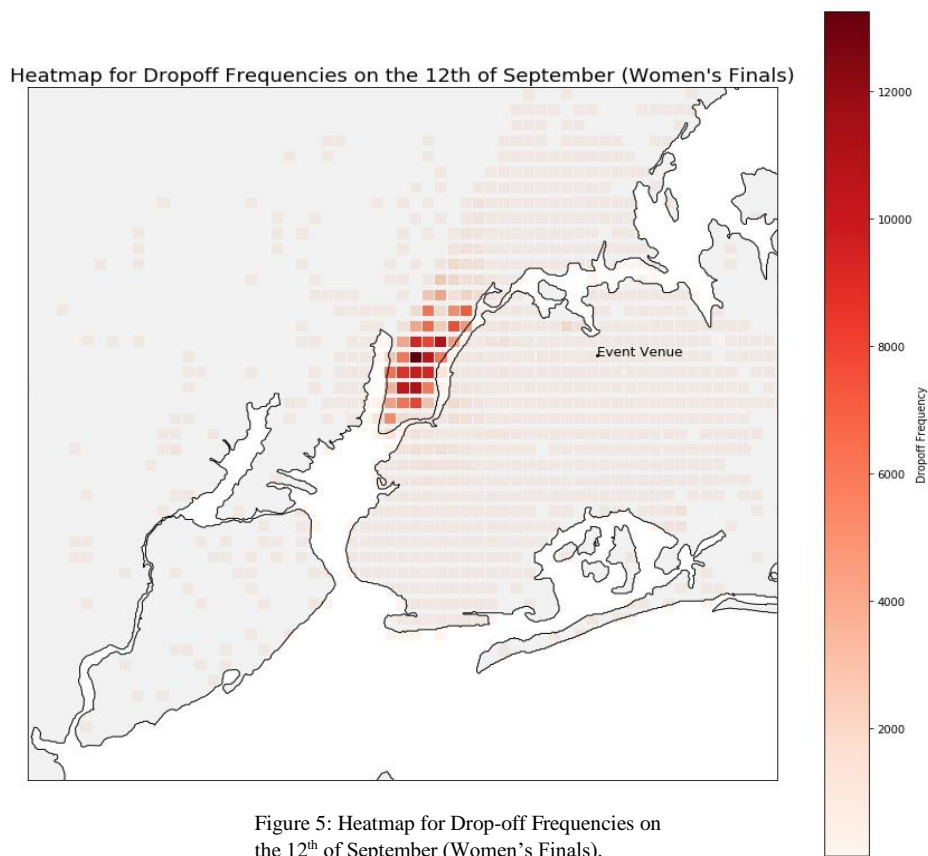 Heatmap for Dropoff Frequencies on the 12th of September (Women's Finals)
12000
10000
8000
6000
4000
2000
Dropoff Frequency
Event Venue
Figure 5: Heatmap for Drop-off Frequencies on
the 12th of September (Women’s Finals).